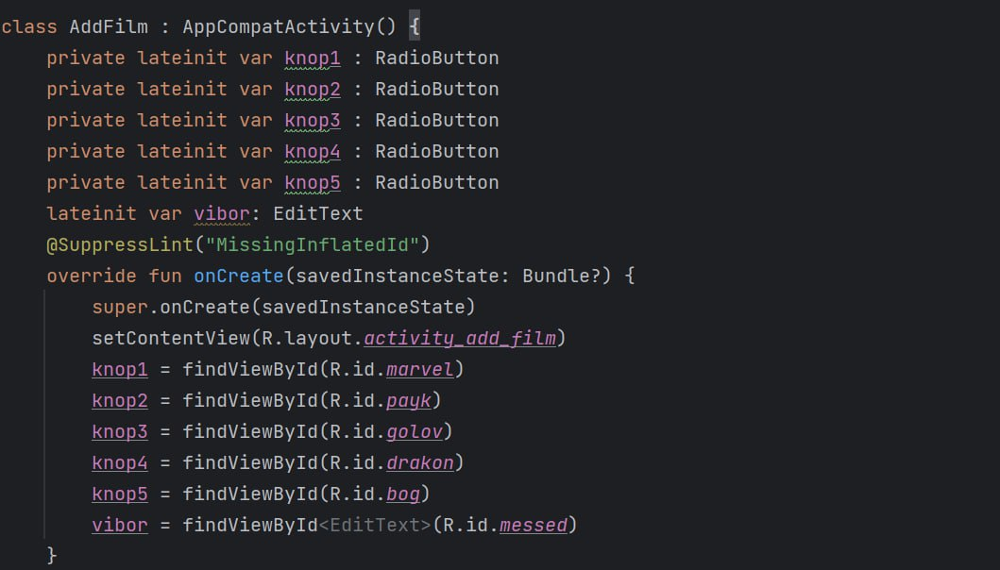 class AddFilm : AppCompatActivity() {
    private lateinit var knop1 : RadioButton
    private lateinit var knop2 : RadioButton
    private lateinit var knop3 : RadioButton
    private lateinit var knop4 : RadioButton
    private lateinit var knop5 : RadioButton
    lateinit var vibor: EditText
    @SuppressLint("MissingInflatedId")
    override fun onCreate(savedInstanceState: Bundle?) {
        super.onCreate(savedInstanceState)
        setContentView(R.layout.activity_add_film)
        knop1 = findViewById(R.id.marvel)
        knop2 = findViewById(R.id.payk)
        knop3 = findViewById(R.id.golov)
        knop4 = findViewById(R.id.drakon)
        knop5 = findViewById(R.id.bog)
        vibor = findViewById<EditText>(R.id.messed)
    }